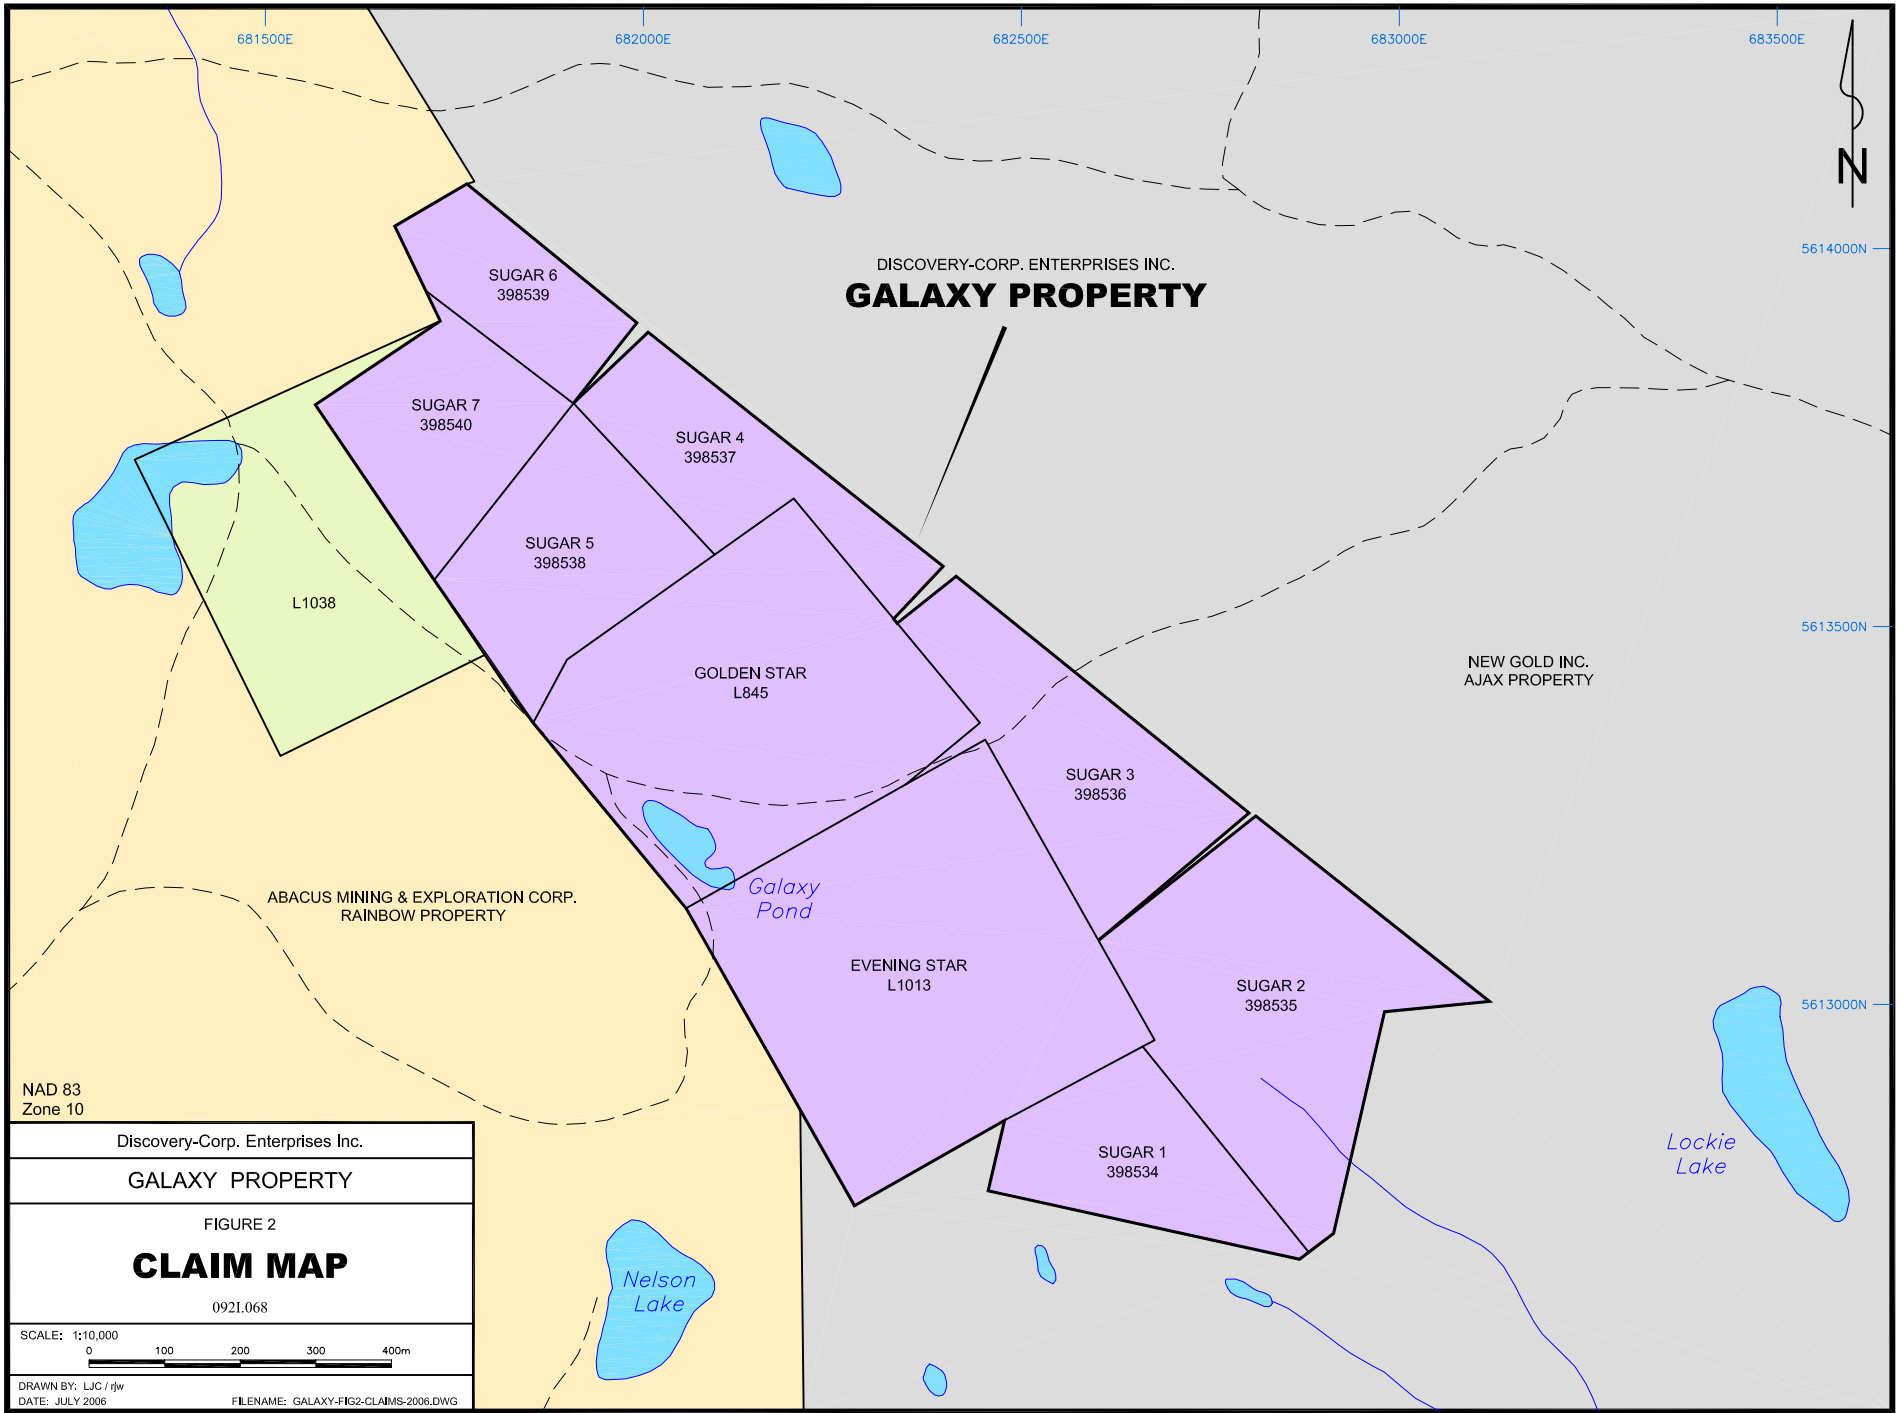 681500E
682000E
682500E
683000E
683500E
N
5614000N
DISCOVERY-CORP. ENTERPRISES INC.
GALAXY PROPERTY
SUGAR 6
398539
SUGAR 7
398540
SUGAR 4
398537
SUGAR 5
398538
L1038
5613500N
GOLDEN STAR
L845
NEW GOLD INC.
AJAX PROPERTY
SUGAR 3
398536
Galaxy
Pond
ABACUS MINING & EXPLORATION CORP.
RAINBOW PROPERTY
EVENING STAR
L1013
SUGAR 2
398535
5613000N
NAD 83
Zone 10
SUGAR 1
398534
Lockie
Lake
Nelson
Lake
Discovery-Corp. Enterprises Inc.
GALAXY PROPERTY
FIGURE 2
CLAIM MAP
092I.068
SCALE: 1:10,000
0 100 200 300 400m
DRAWN BY: LJC / rjw
DATE: JULY 2006
FILENAME: GALAXY-FIG2-CLAIMS-2006.DWG